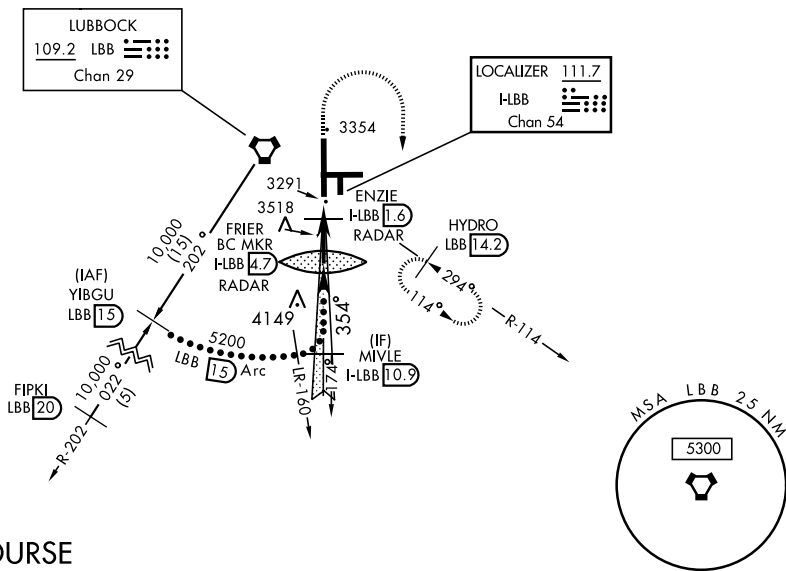 LUBBOCK
109.2 LBB
Chan 29
LOCALIZER 111.7
I-LBB
Chan 54
3354
3291
3518
ENZIE
I-LBB 1.6
RADAR
FRIER
BC MKR
I-LBB 4.7
RADAR
HYDRO
LBB 14.2
294°
114°
R-114
10,000
(15)
202°
(IAF)
YIBGU
LBB 15
4149
354°
5200
LBB 15 Arc
(IF)
MIVLE
I-LBB 10.9
174°
LR-160
10,000
022°
(5)
FIPKI
LBB 20
R-202
MSA LBB 25 NM
5300
OURSE